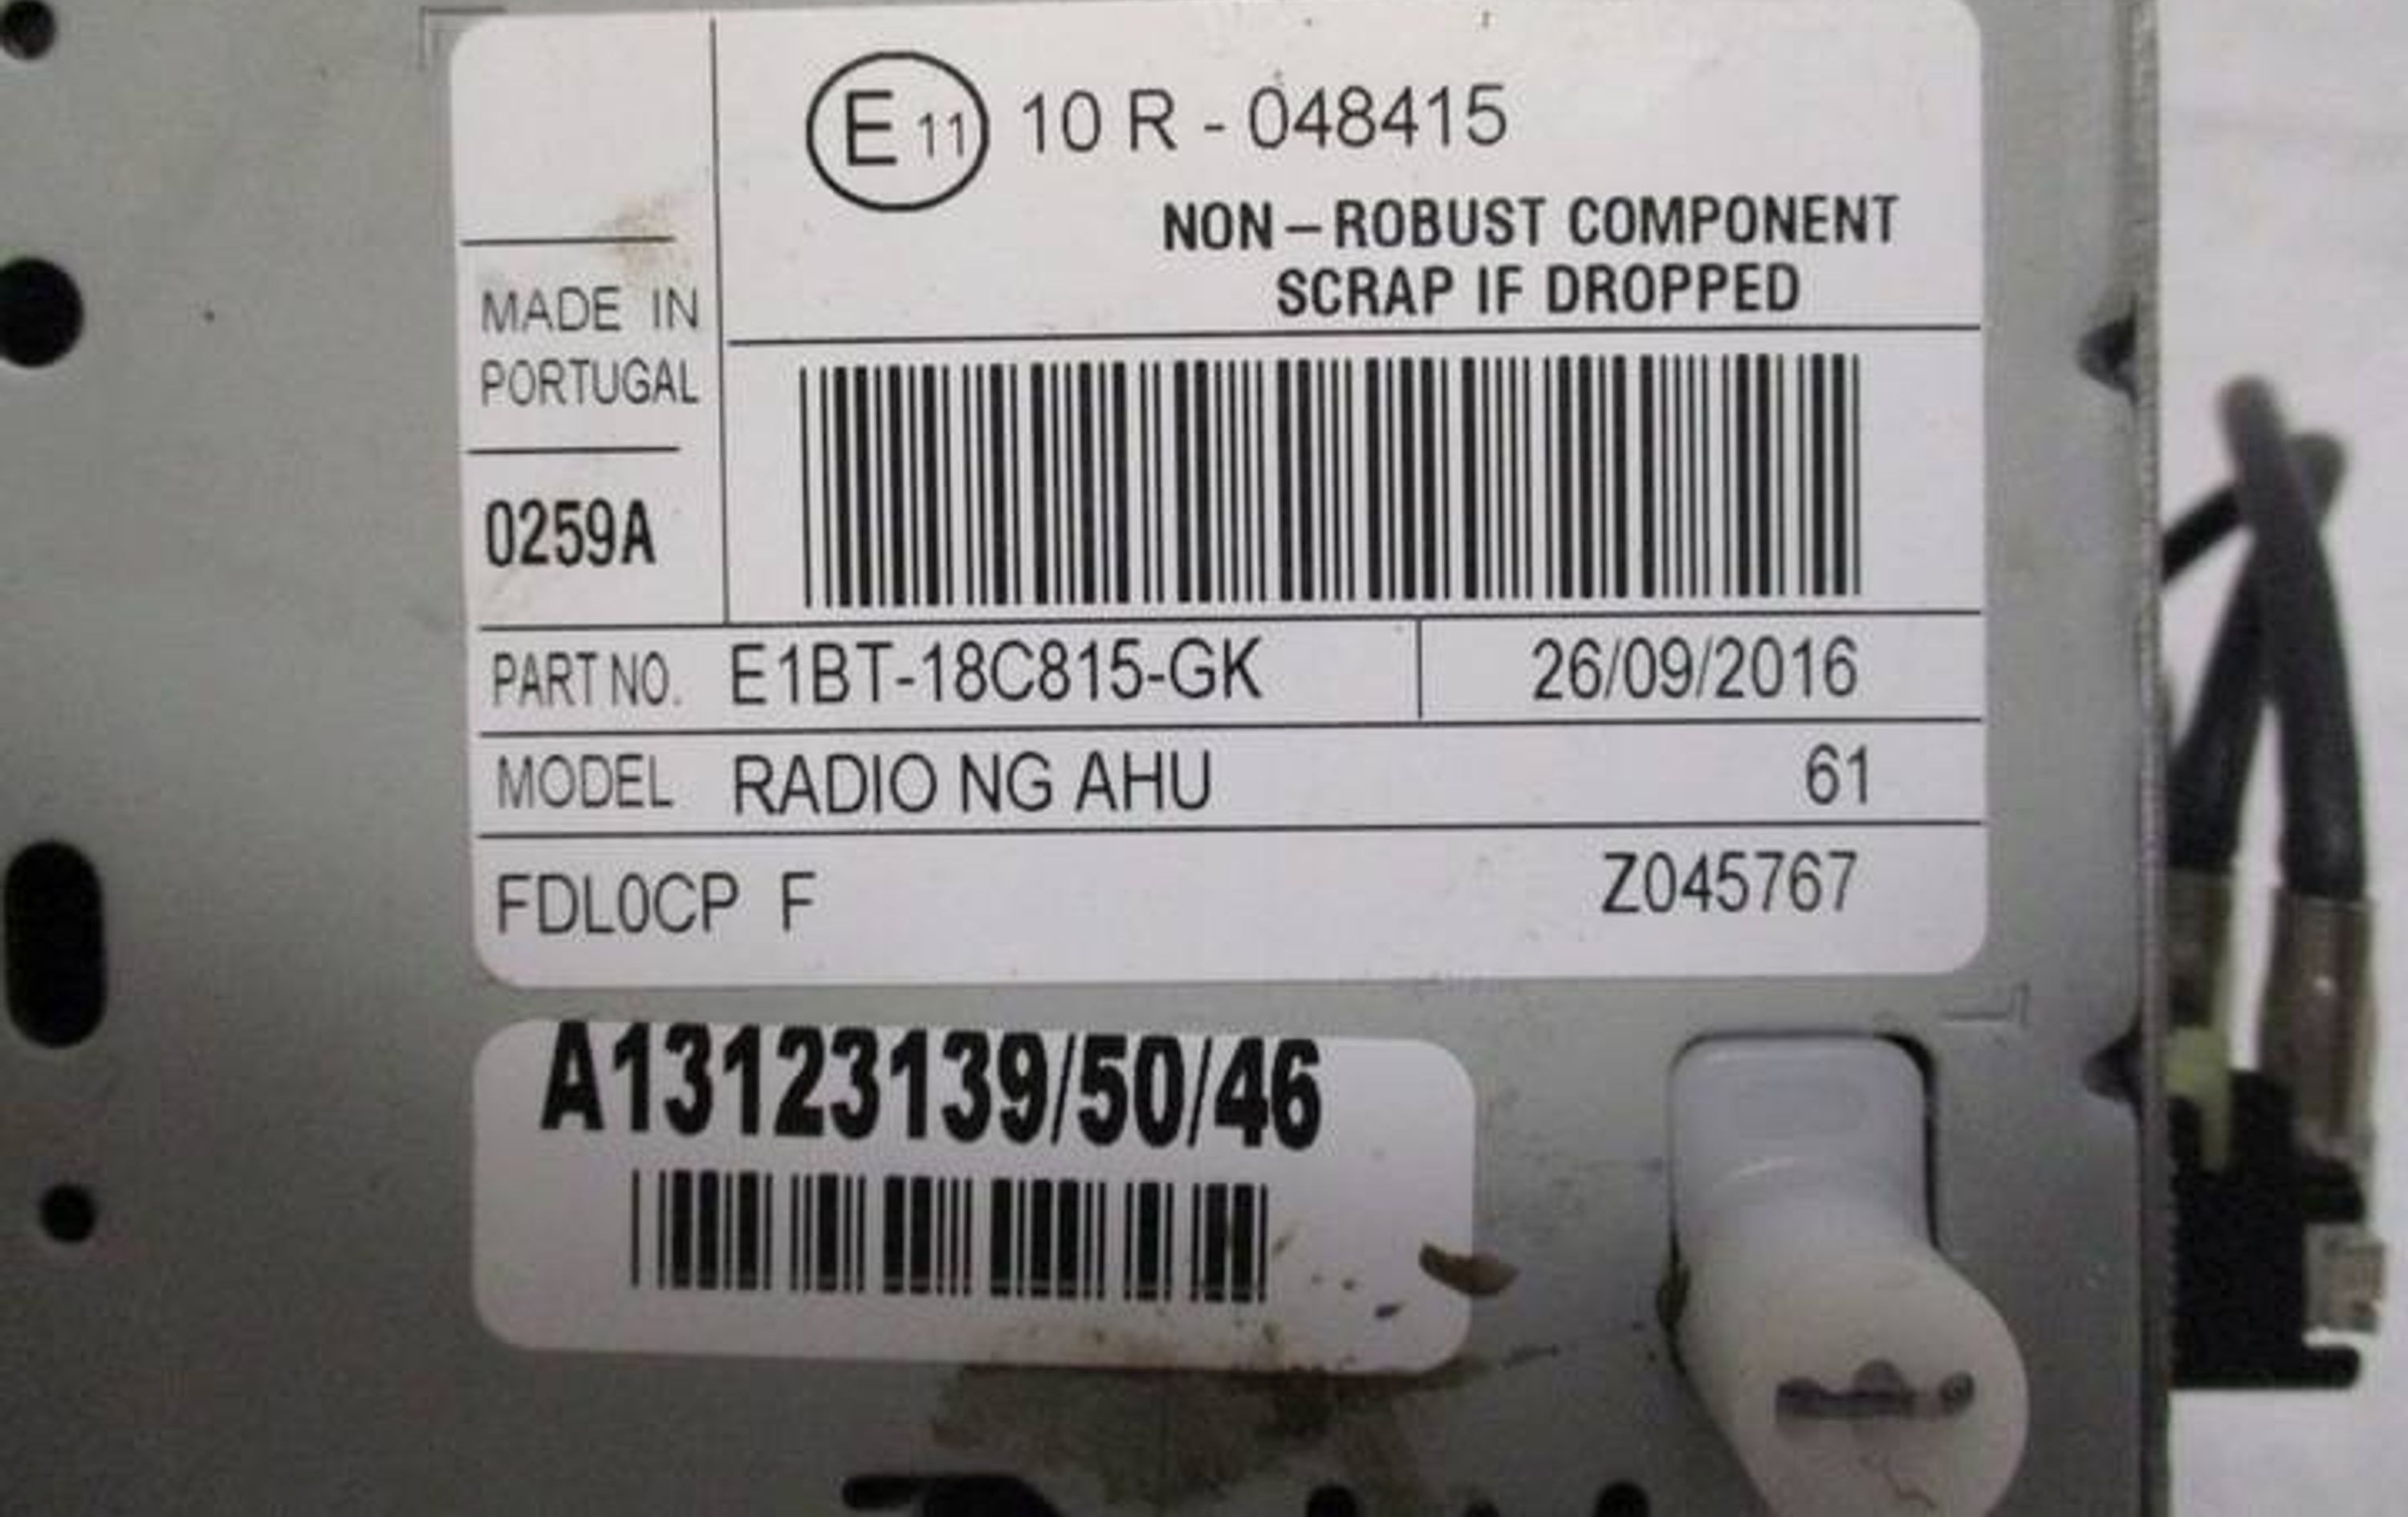 E 11 10 R - 048415
NON-ROBUST COMPONENT
SCRAP IF DROPPED
MADE IN
PORTUGAL
0259A
PART NO. E1BT-18C815-GK 26/09/2016
MODEL RADIO NG AHU 61
FDL0CP F Z045767
A13123139/50/46